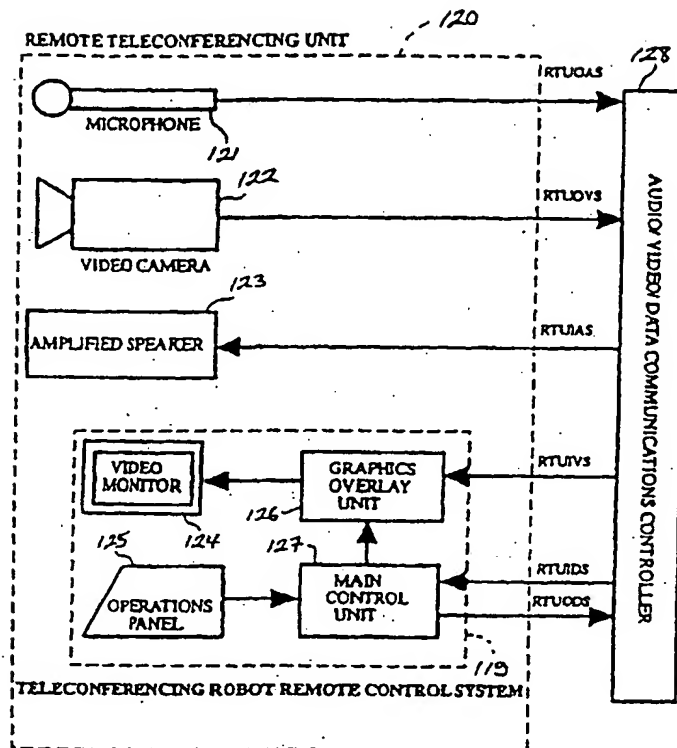 REMOTE TELECONFERENCING UNIT
120
128
RTUOAS
MICROPHONE
121
122
RTUOVS
VIDEO CAMERA
123
AMPLIFIED SPEAKER
RTUIAS
AUDIO/ VIDEO/ DATA COMMUNICATIONS CONTROLLER
VIDEO
MONITOR
GRAPHICS
OVERLAY
UNIT
RTUIVS
126
124
125
127
OPERATIONS
PANEL
MAIN
CONTROL
UNIT
RTUIDS
RTUODS
119
TELECONFERENCING ROBOT REMOTE CONTROL SYSTEM